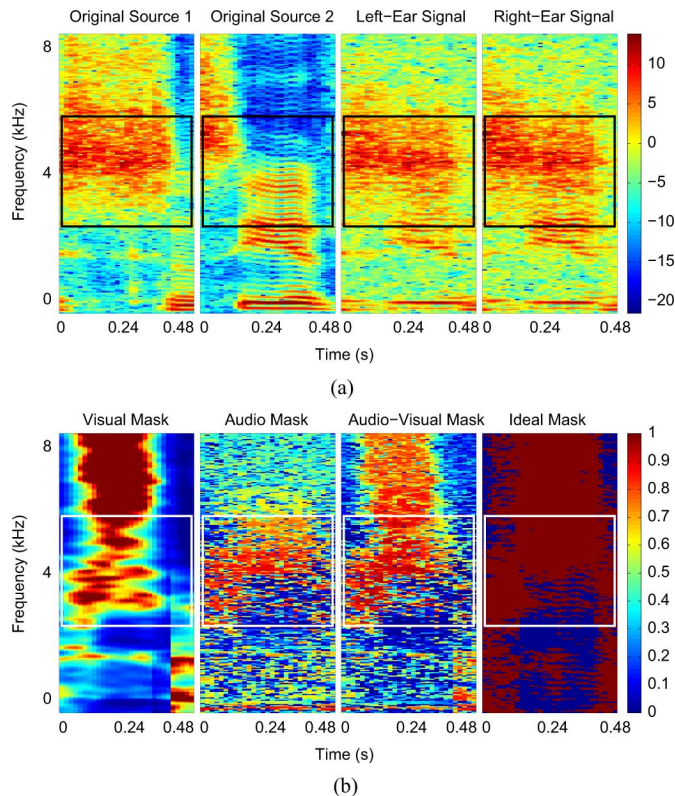 Original Source 1 Original Source 2 Left−Ear Signal Right−Ear Signal
8
4
0
Frequency (kHz)
10
5
0
−5
−10
−15
−20
0 0.24 0.48 0 0.24 0.48 0 0.24 0.48 0 0.24 0.48
Time (s)
(a)
Visual Mask Audio Mask Audio−Visual Mask Ideal Mask
8
4
0
Frequency (kHz)
1
0.9
0.8
0.7
0.6
0.5
0.4
0.3
0.2
0.1
0
0 0.24 0.48 0 0.24 0.48 0 0.24 0.48 0 0.24 0.48
Time (s)
(b)